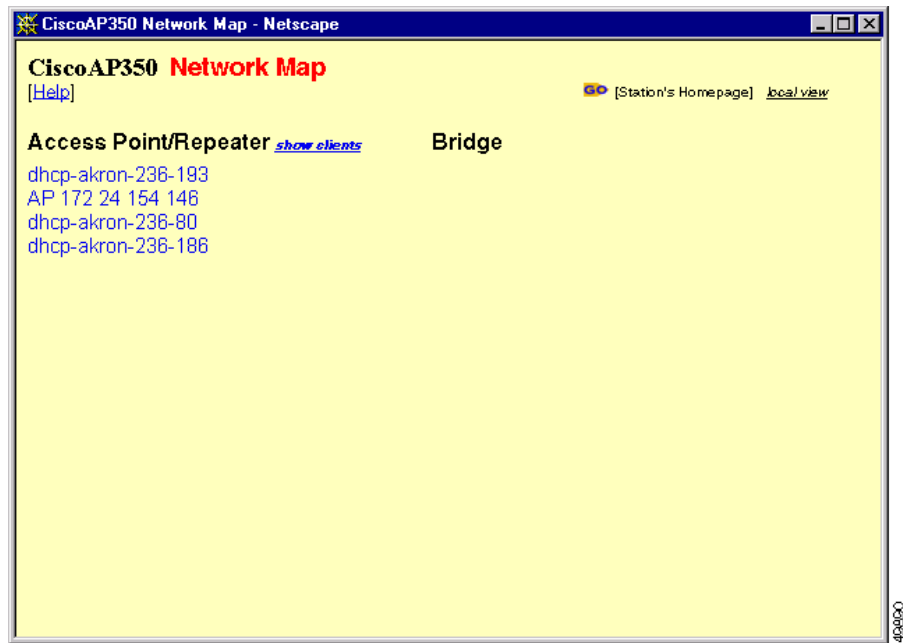 CiscoAP350 Network Map - Netscape
CiscoAP350 Network Map
[Help]
GO [Station's Homepage] local view
Access Point/Repeater show clients Bridge
dhcp-akron-236-193
AP 172 24 154 146
dhcp-akron-236-80
dhcp-akron-236-186
49890